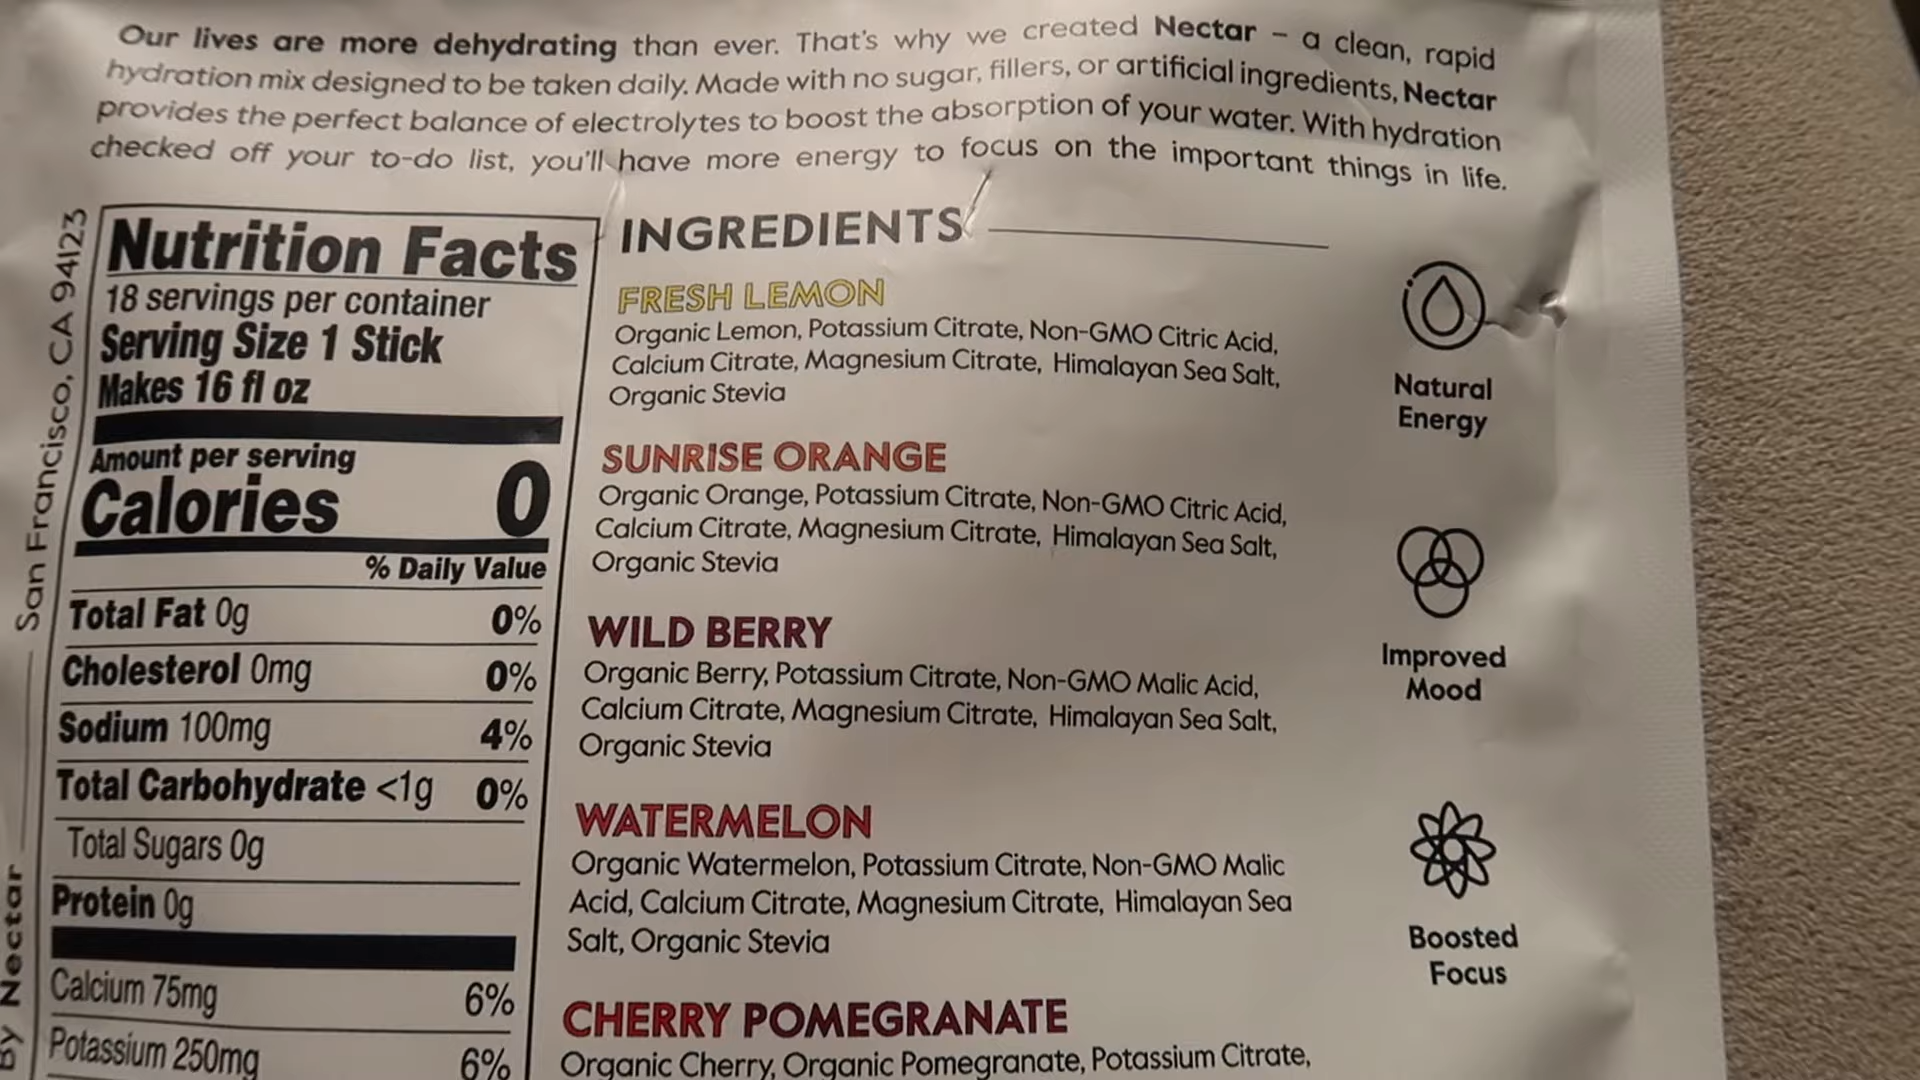 Our lives are more dehydrating than ever. That's why we created Nectar – a clean, rapid
hydration mix designed to be taken daily. Made with no sugar, fillers, or artificial ingredients, Nectar
provides the perfect balance of electrolytes to boost the absorption of your water. With hydration
checked off your to-do list, you'll have more energy to focus on the important things in life.
San Francisco, CA 94123
By Nectar
Nutrition Facts
18 servings per container
Serving Size 1 Stick
Makes 16 fl oz
Amount per serving
Calories 0
% Daily Value
Total Fat 0g 0%
Cholesterol 0mg 0%
Sodium 100mg 4%
Total Carbohydrate <1g 0%
Total Sugars 0g
Protein 0g
Calcium 75mg 6%
Potassium 250mg 6%
INGREDIENTS
FRESH LEMON
Organic Lemon, Potassium Citrate, Non-GMO Citric Acid,
Calcium Citrate, Magnesium Citrate, Himalayan Sea Salt,
Organic Stevia
SUNRISE ORANGE
Organic Orange, Potassium Citrate, Non-GMO Citric Acid,
Calcium Citrate, Magnesium Citrate, Himalayan Sea Salt,
Organic Stevia
WILD BERRY
Organic Berry, Potassium Citrate, Non-GMO Malic Acid,
Calcium Citrate, Magnesium Citrate, Himalayan Sea Salt,
Organic Stevia
WATERMELON
Organic Watermelon, Potassium Citrate, Non-GMO Malic
Acid, Calcium Citrate, Magnesium Citrate, Himalayan Sea
Salt, Organic Stevia
CHERRY POMEGRANATE
Organic Cherry, Organic Pomegranate, Potassium Citrate,
Natural
Energy
Improved
Mood
Boosted
Focus